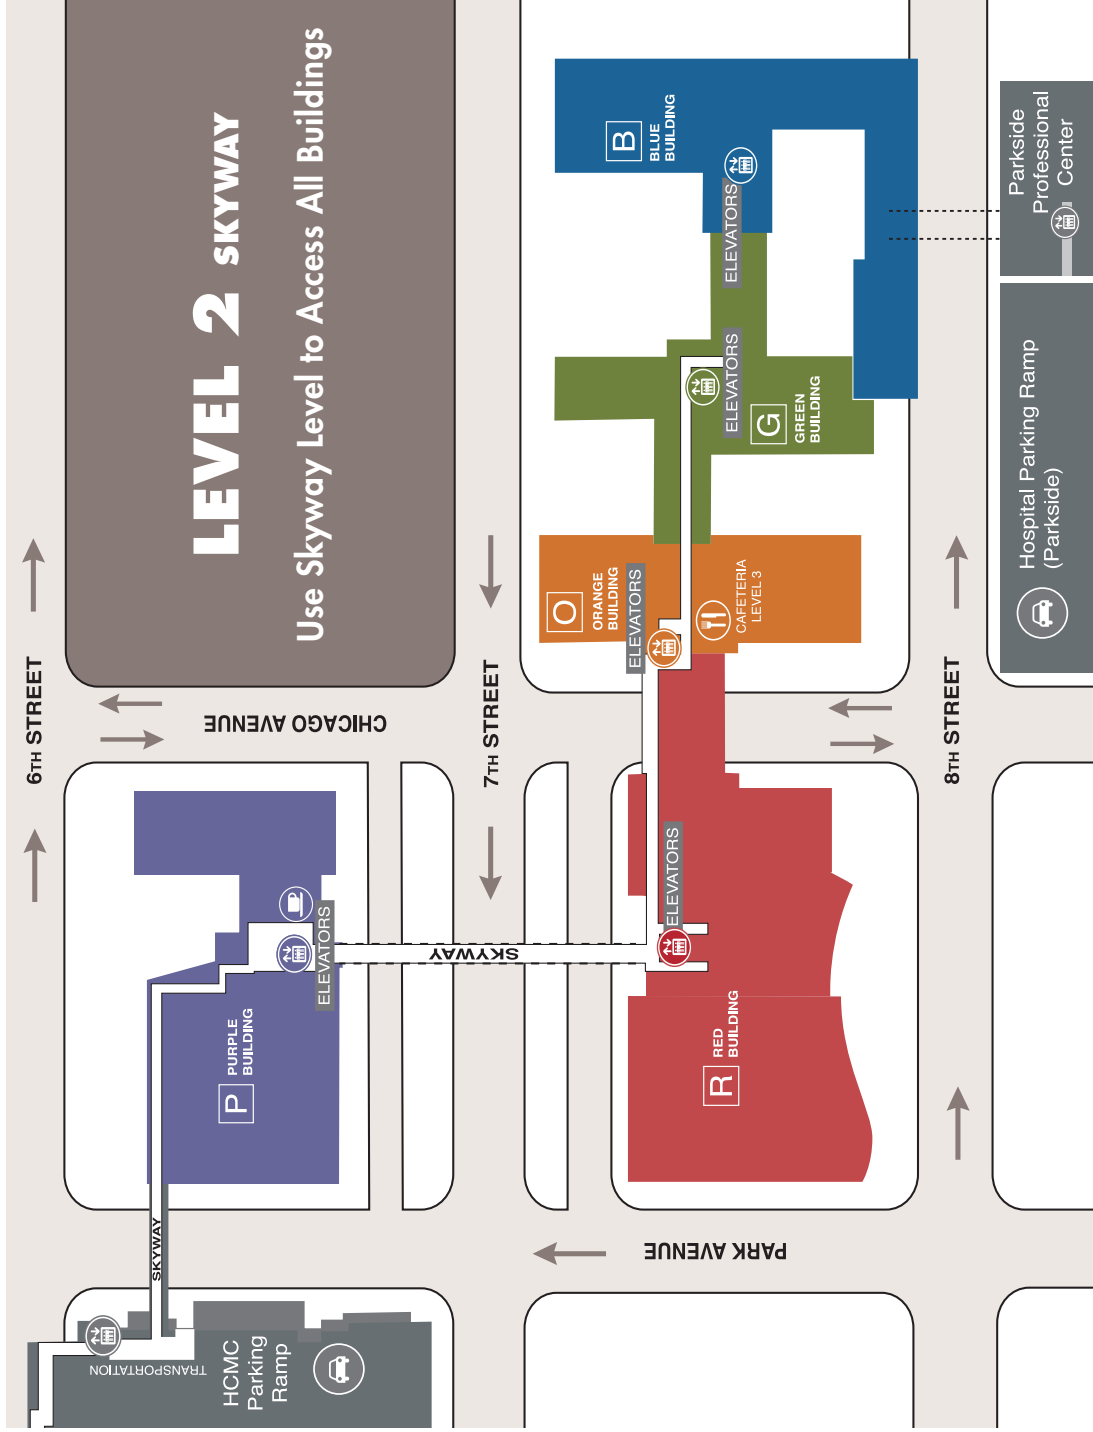 LEVEL 2 SKYWAY
Use Skyway Level to Access All Buildings
6TH STREET
CHICAGO AVENUE
7TH STREET
8TH STREET
PARK AVENUE
B
BLUE
BUILDING
ELEVATORS
ELEVATORS
G
GREEN
BUILDING
O
ORANGE
BUILDING
ELEVATORS
CAFETERIA
LEVEL 3
ELEVATORS
R
RED
BUILDING
SKYWAY
ELEVATORS
P
PURPLE
BUILDING
SKYWAY
TRANSPORTATION
HCMC
Parking
Ramp
Parkside
Professional
Center
Hospital Parking Ramp
(Parkside)